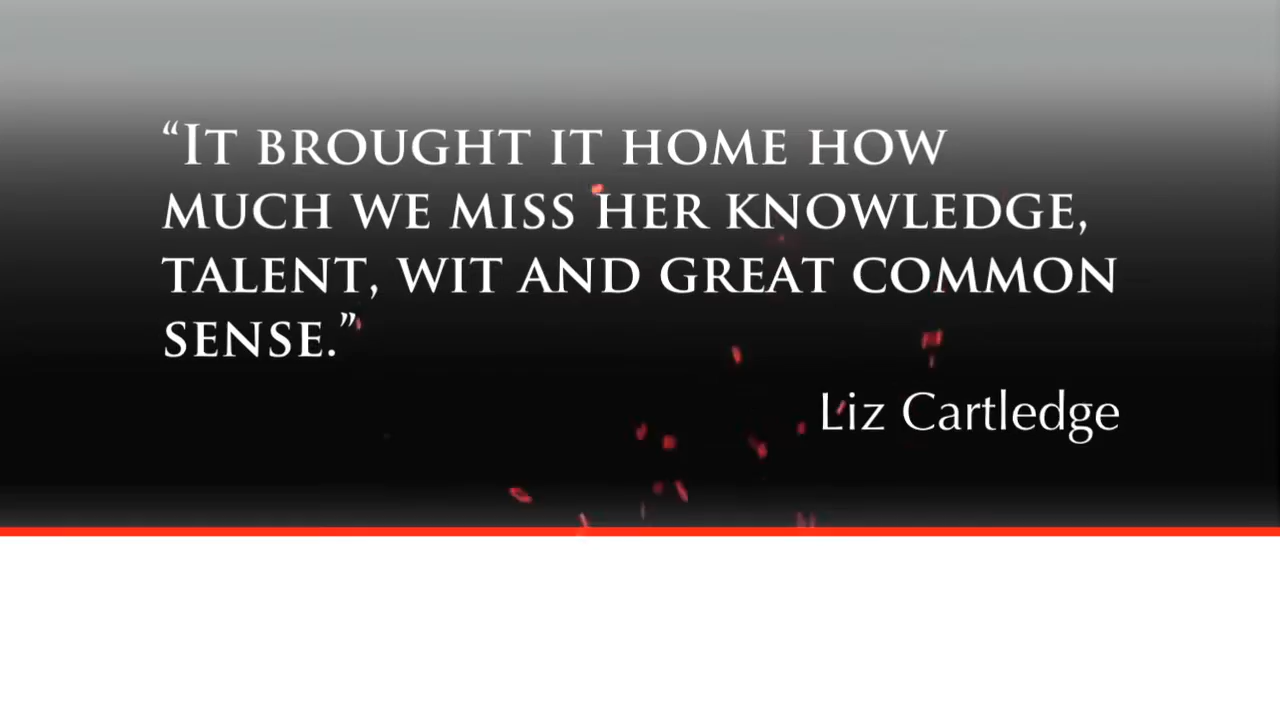 “It brought it home how
much we miss her knowledge,
talent, wit and great common
sense.”
Liz Cartledge